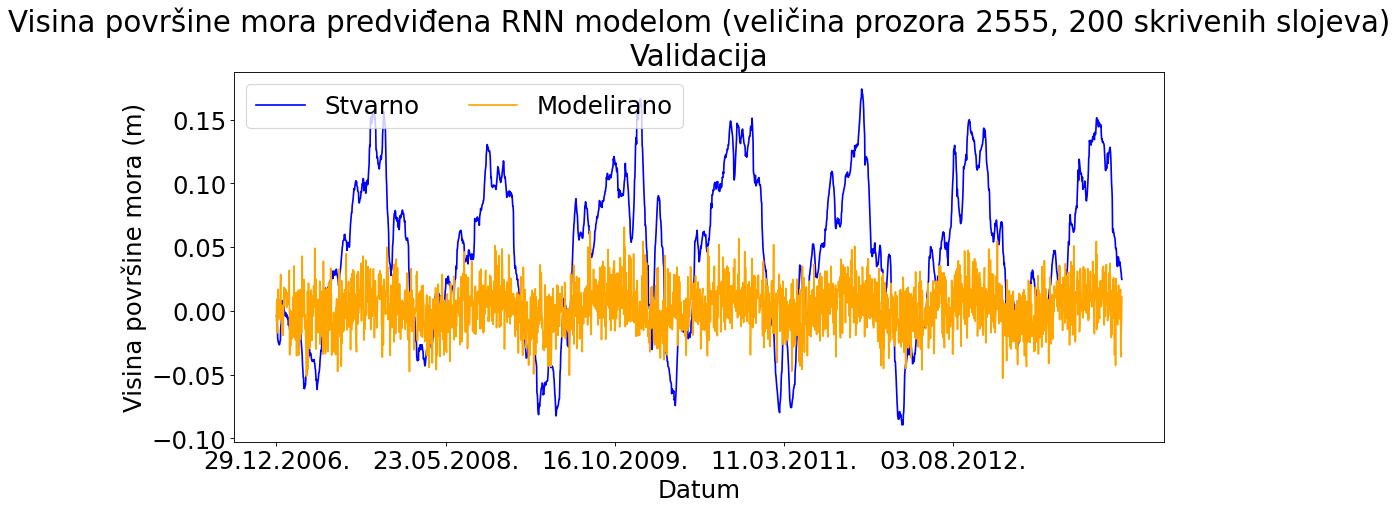 Visina površine mora predviđena RNN modelom (veličina prozora 2555, 200 skrivenih slojeva)
Validacija
Stvarno
Modelirano
Visina površine mora (m)
0.15
0.10
0.05
0.00
−0.05
−0.10
29.12.2006.
23.05.2008.
16.10.2009.
11.03.2011.
03.08.2012.
Datum